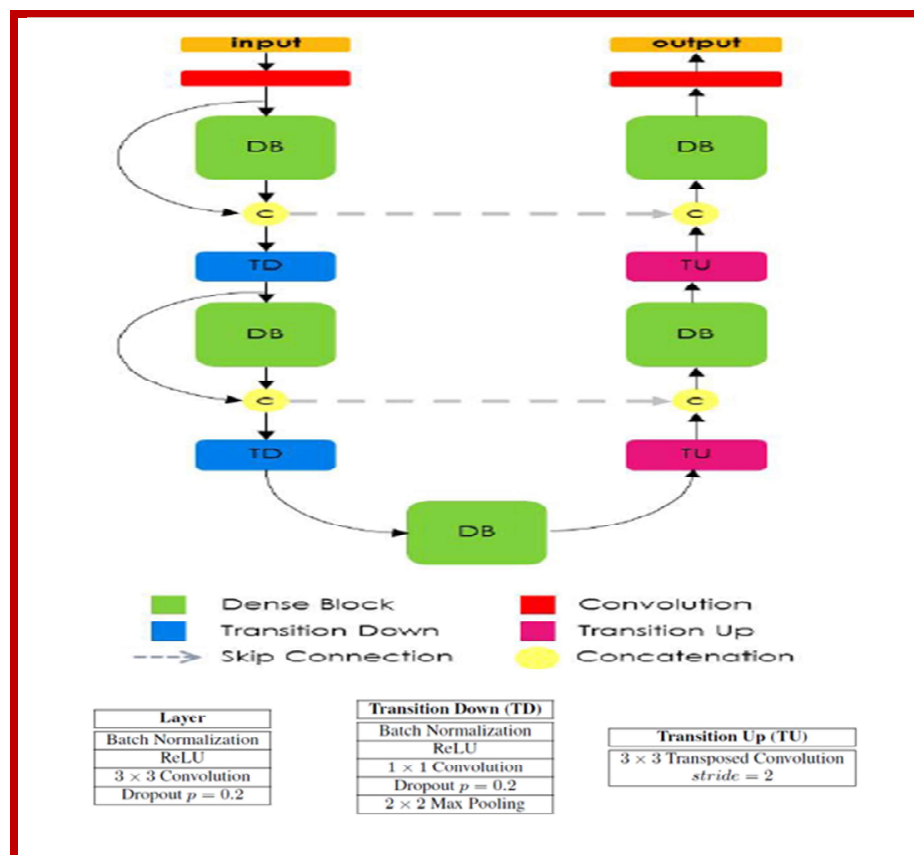 input
output
DB
DB
C
C
TD
TU
DB
DB
C
C
TD
TU
DB
Dense Block
Convolution
Transition Down
Transition Up
Skip Connection
Concatenation
Layer
Batch Normalization
ReLU
3 × 3 Convolution
Dropout p = 0.2
Transition Down (TD)
Batch Normalization
ReLU
1 × 1 Convolution
Dropout p = 0.2
2 × 2 Max Pooling
Transition Up (TU)
3 × 3 Transposed Convolution
stride = 2